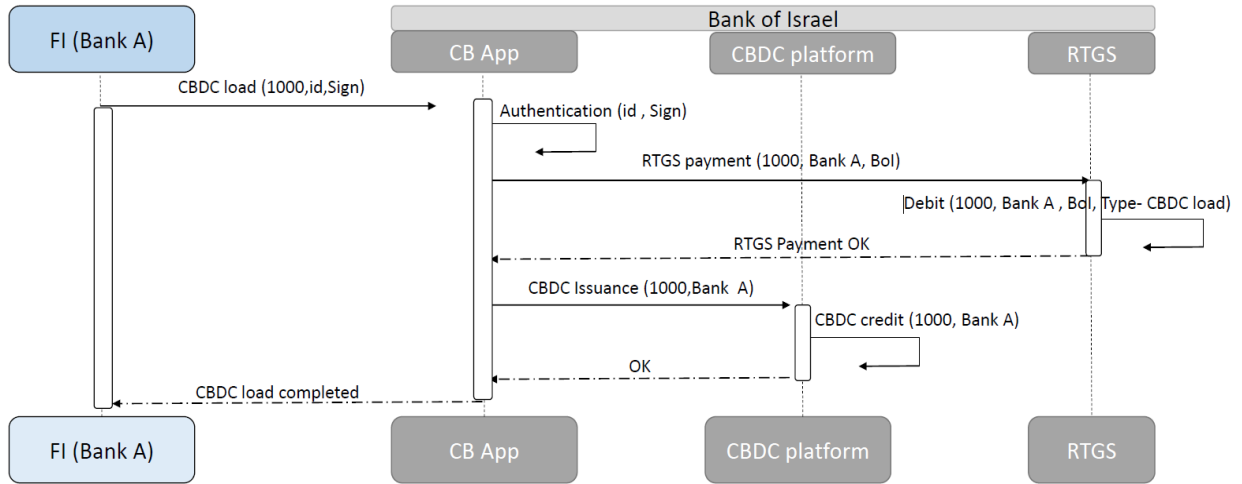 Bank of Israel
FI (Bank A)
CB App
CBDC platform
RTGS
CBDC load (1000,id,Sign)
Authentication (id , Sign)
RTGS payment (1000, Bank A, BoI)
Debit (1000, Bank A , BoI, Type- CBDC load)
RTGS Payment OK
CBDC Issuance (1000,Bank A)
CBDC credit (1000, Bank A)
OK
CBDC load completed
FI (Bank A)
CB App
CBDC platform
RTGS